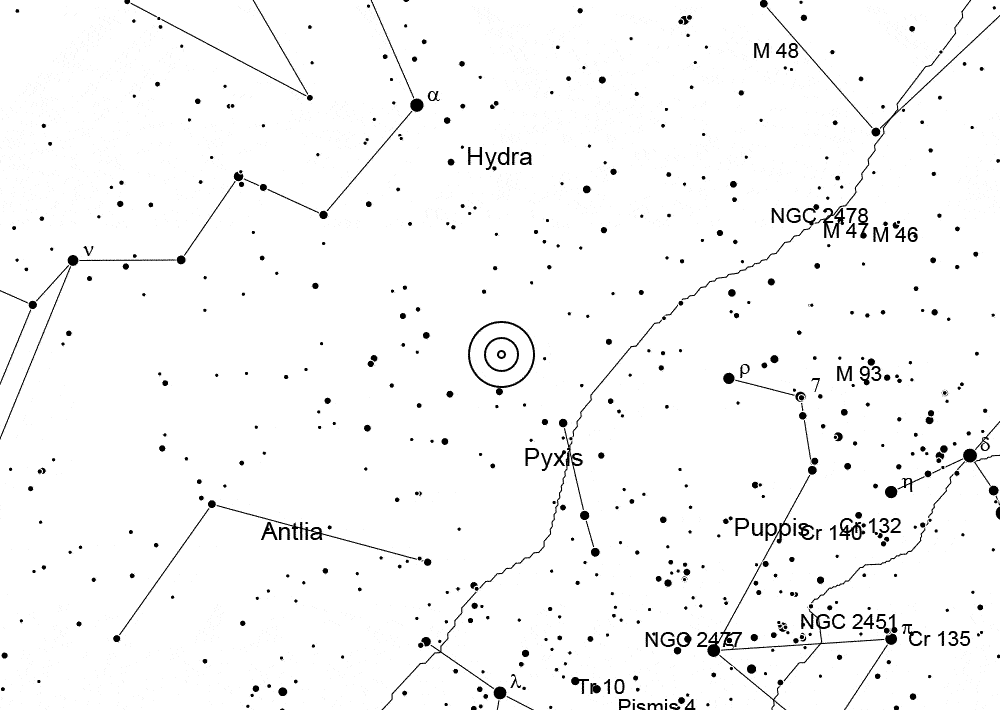 M 48
α
Hydra
NGC 2478
M 47
M 46
ν
ρ
7
M 93
δ
Pyxis
η
Antlia
Puppis
Cr 140
Cr 132
NGC 2451
π
NGC 2477
Cr 135
λ
Tr 10
Pismis 4